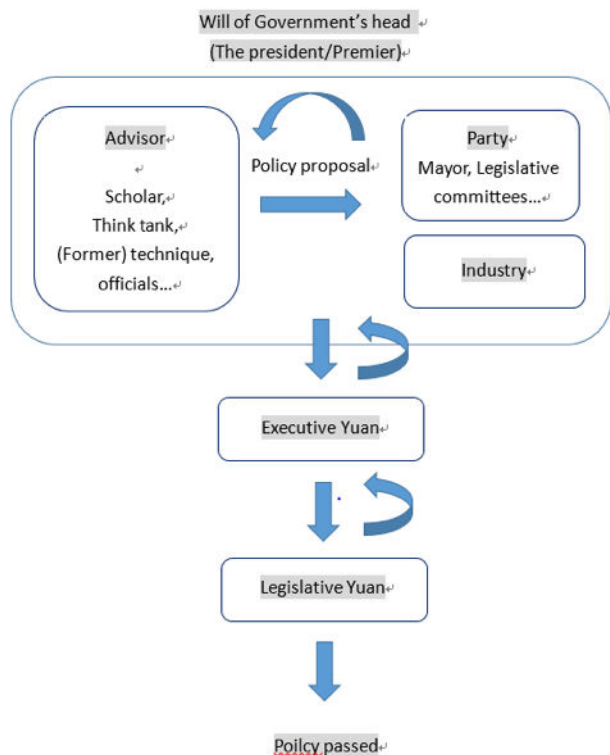 Will of Government's head
(The president/Premier)
Advisor
Scholar,
Think tank,
(Former) technique,
officials...
Policy proposal
Party
Mayor, Legislative
committees...
Industry
Executive Yuan
Legislative Yuan
Poilcy passed